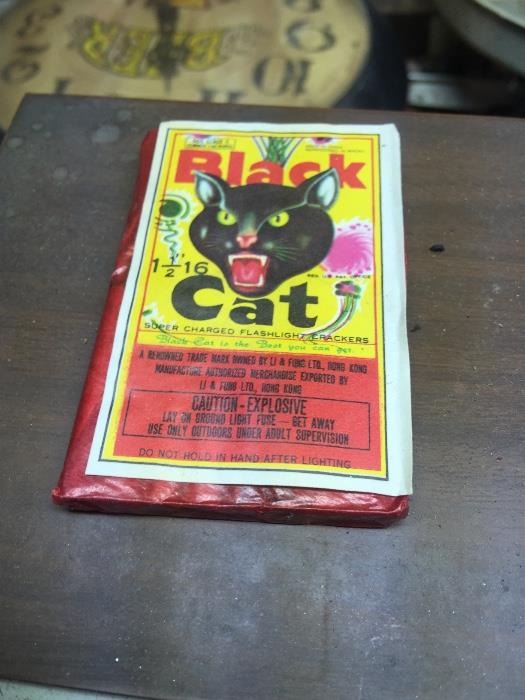 Black
1 1/2" 16
Cat
REG. U.S. PAT. OFFICE
SUPER CHARGED FLASHLIGHT CRACKERS
Black Cat is the Best you can get.
A RENOWNED TRADE MARK OWNED BY LI & FUNG LTD., HONG KONG
MANUFACTURE AUTHORIZED MERCHANDISE EXPORTED BY
LI & FUNG LTD., HONG KONG
CAUTION - EXPLOSIVE
LAY ON GROUND LIGHT FUSE — GET AWAY
USE ONLY OUTDOORS UNDER ADULT SUPERVISION
DO NOT HOLD IN HAND AFTER LIGHTING